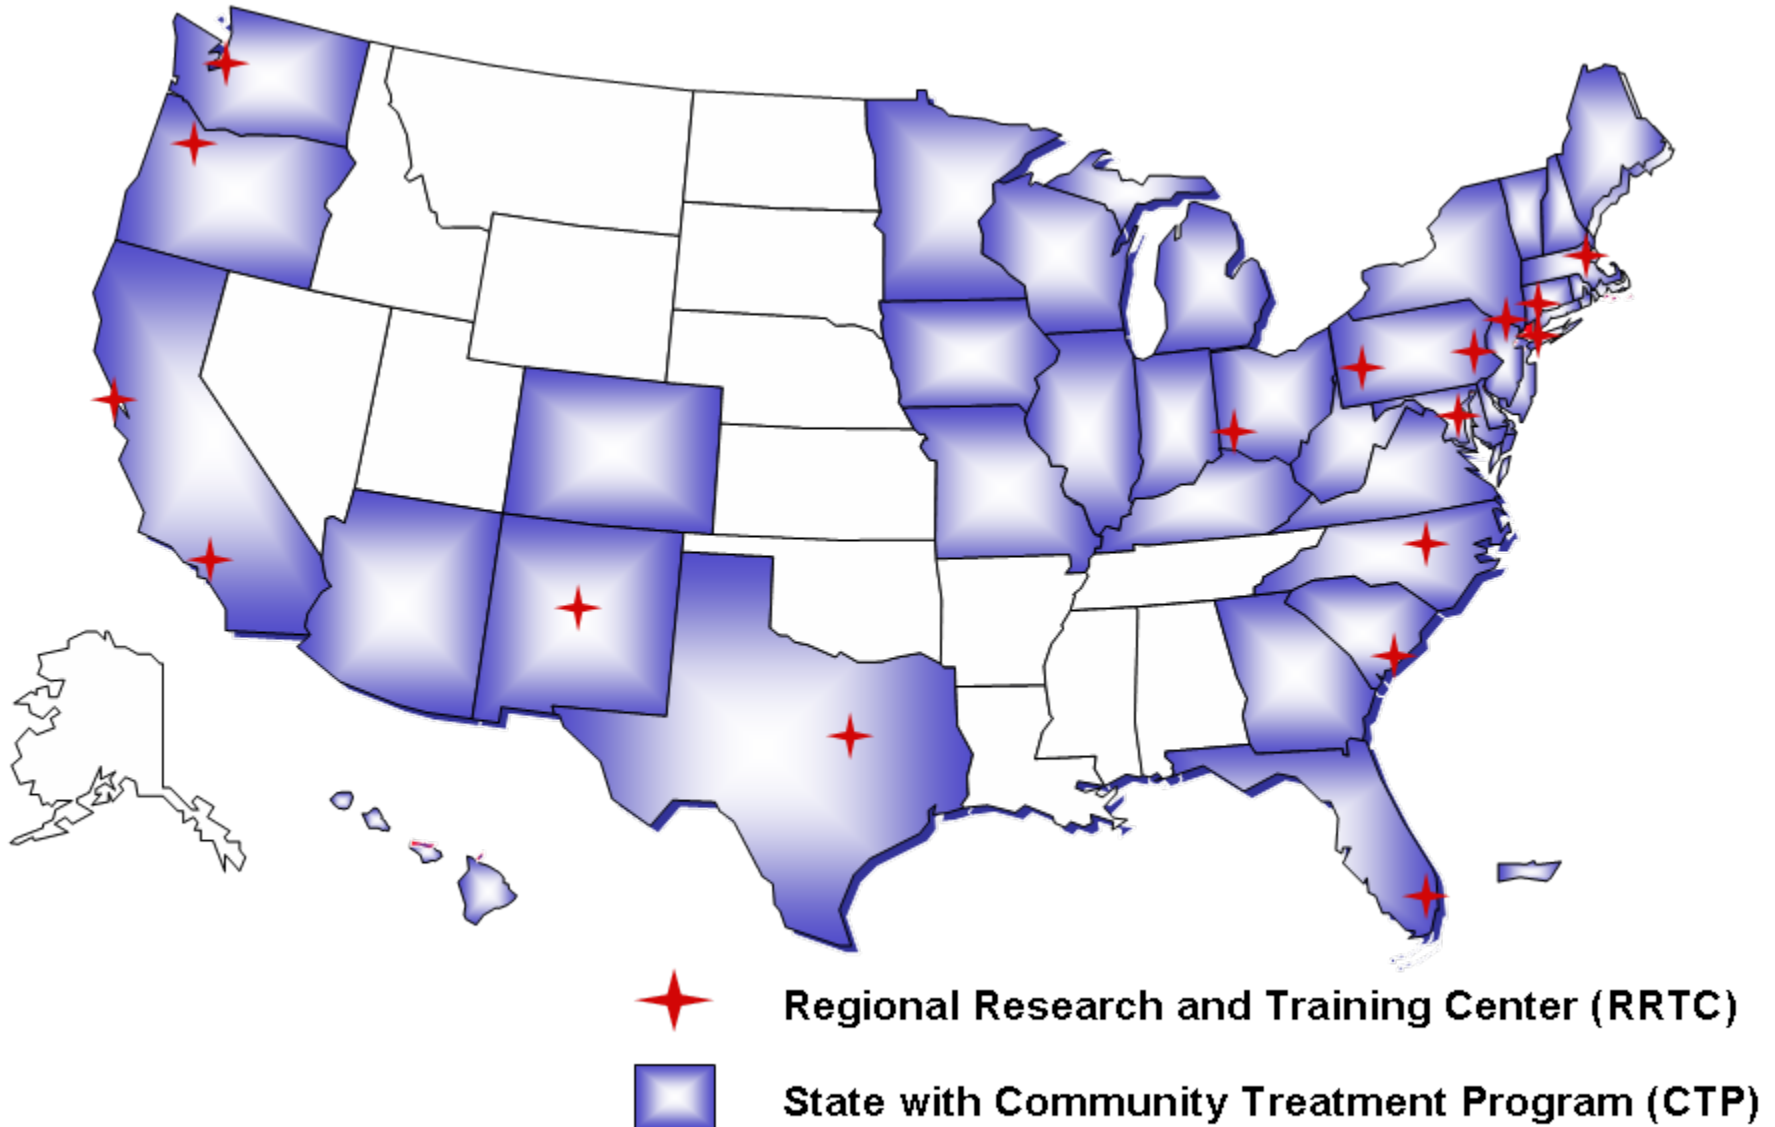 Regional Research and Training Center (RRTC)
State with Community Treatment Program (CTP)